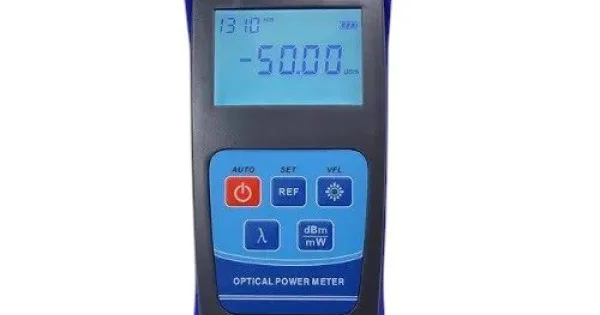 1310 nm
-50.00 dBm
AUTO SET VFL
REF
λ dBm
mW
OPTICAL POWER METER